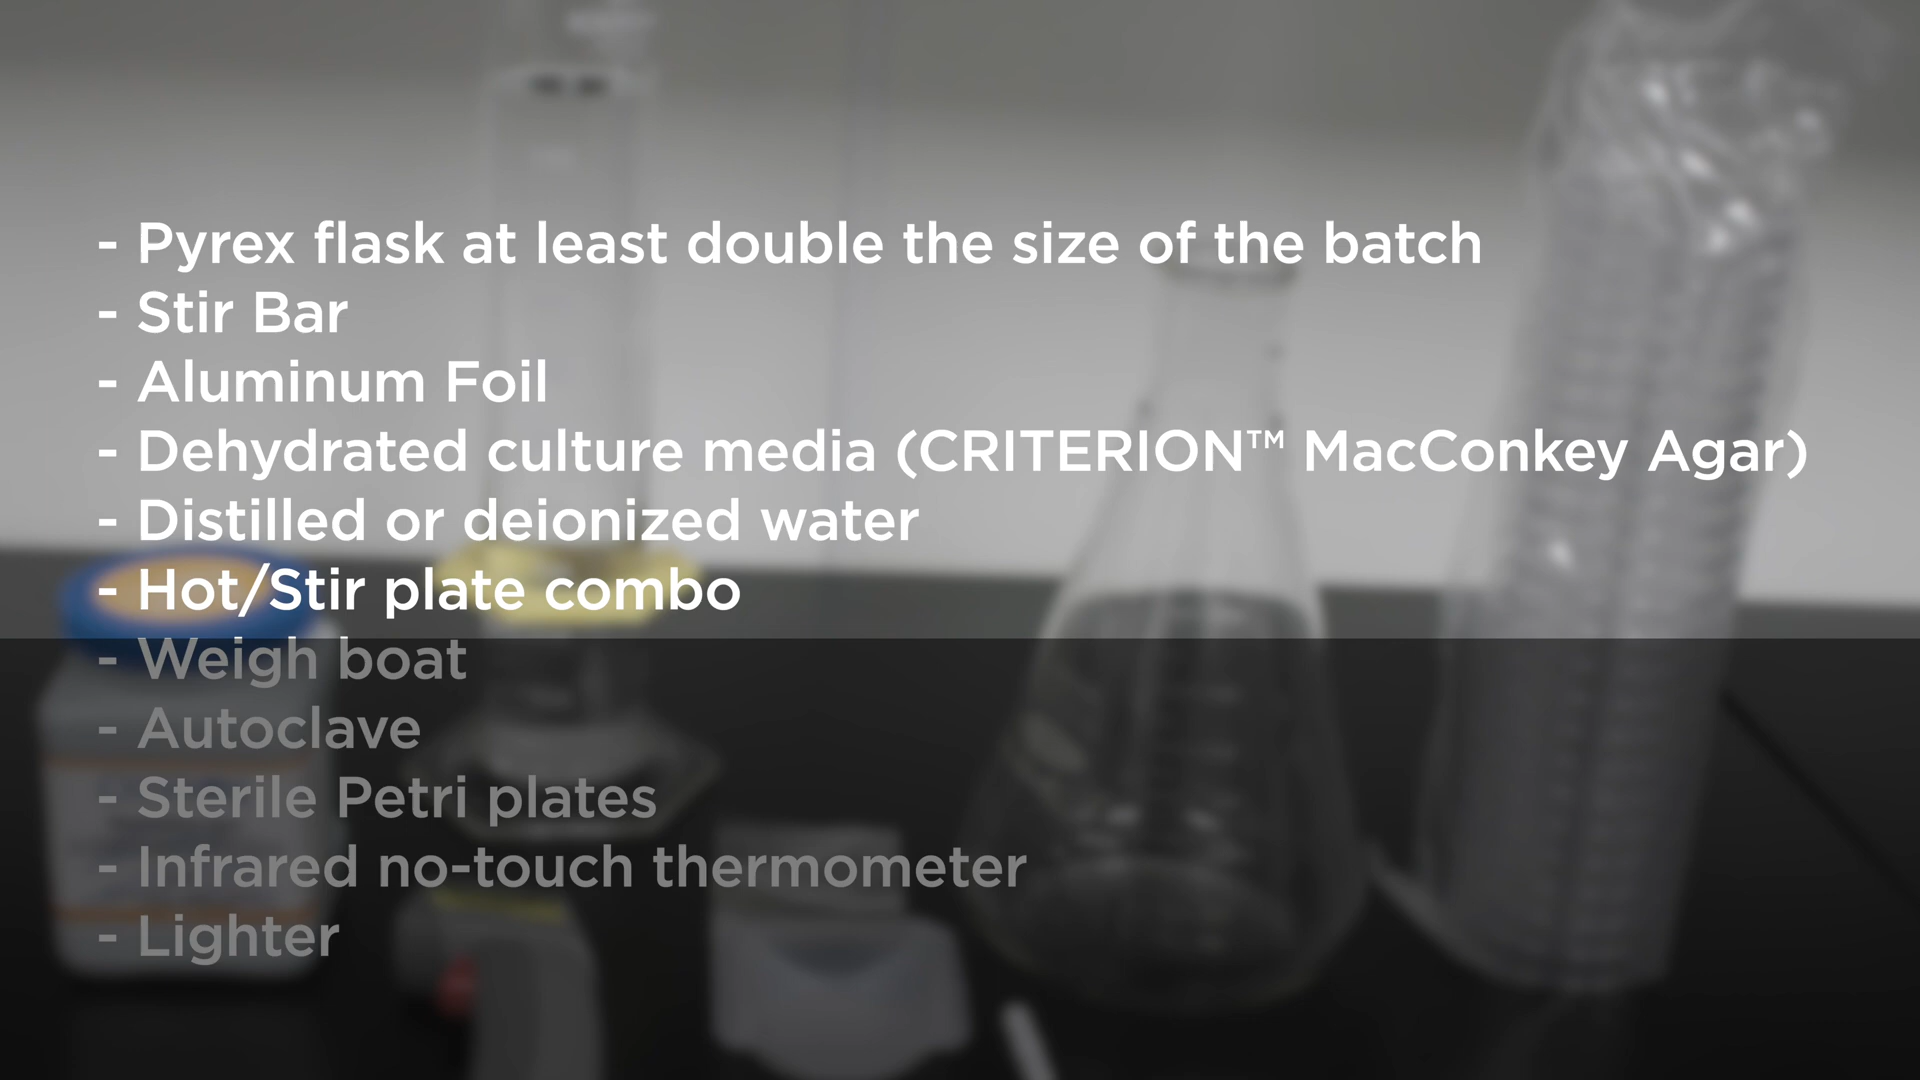 - Pyrex flask at least double the size of the batch
- Stir Bar
- Aluminum Foil
- Dehydrated culture media (CRITERION™ MacConkey Agar)
- Distilled or deionized water
- Hot/Stir plate combo
- Weigh boat
- Autoclave
- Sterile Petri plates
- Infrared no-touch thermometer
- Lighter